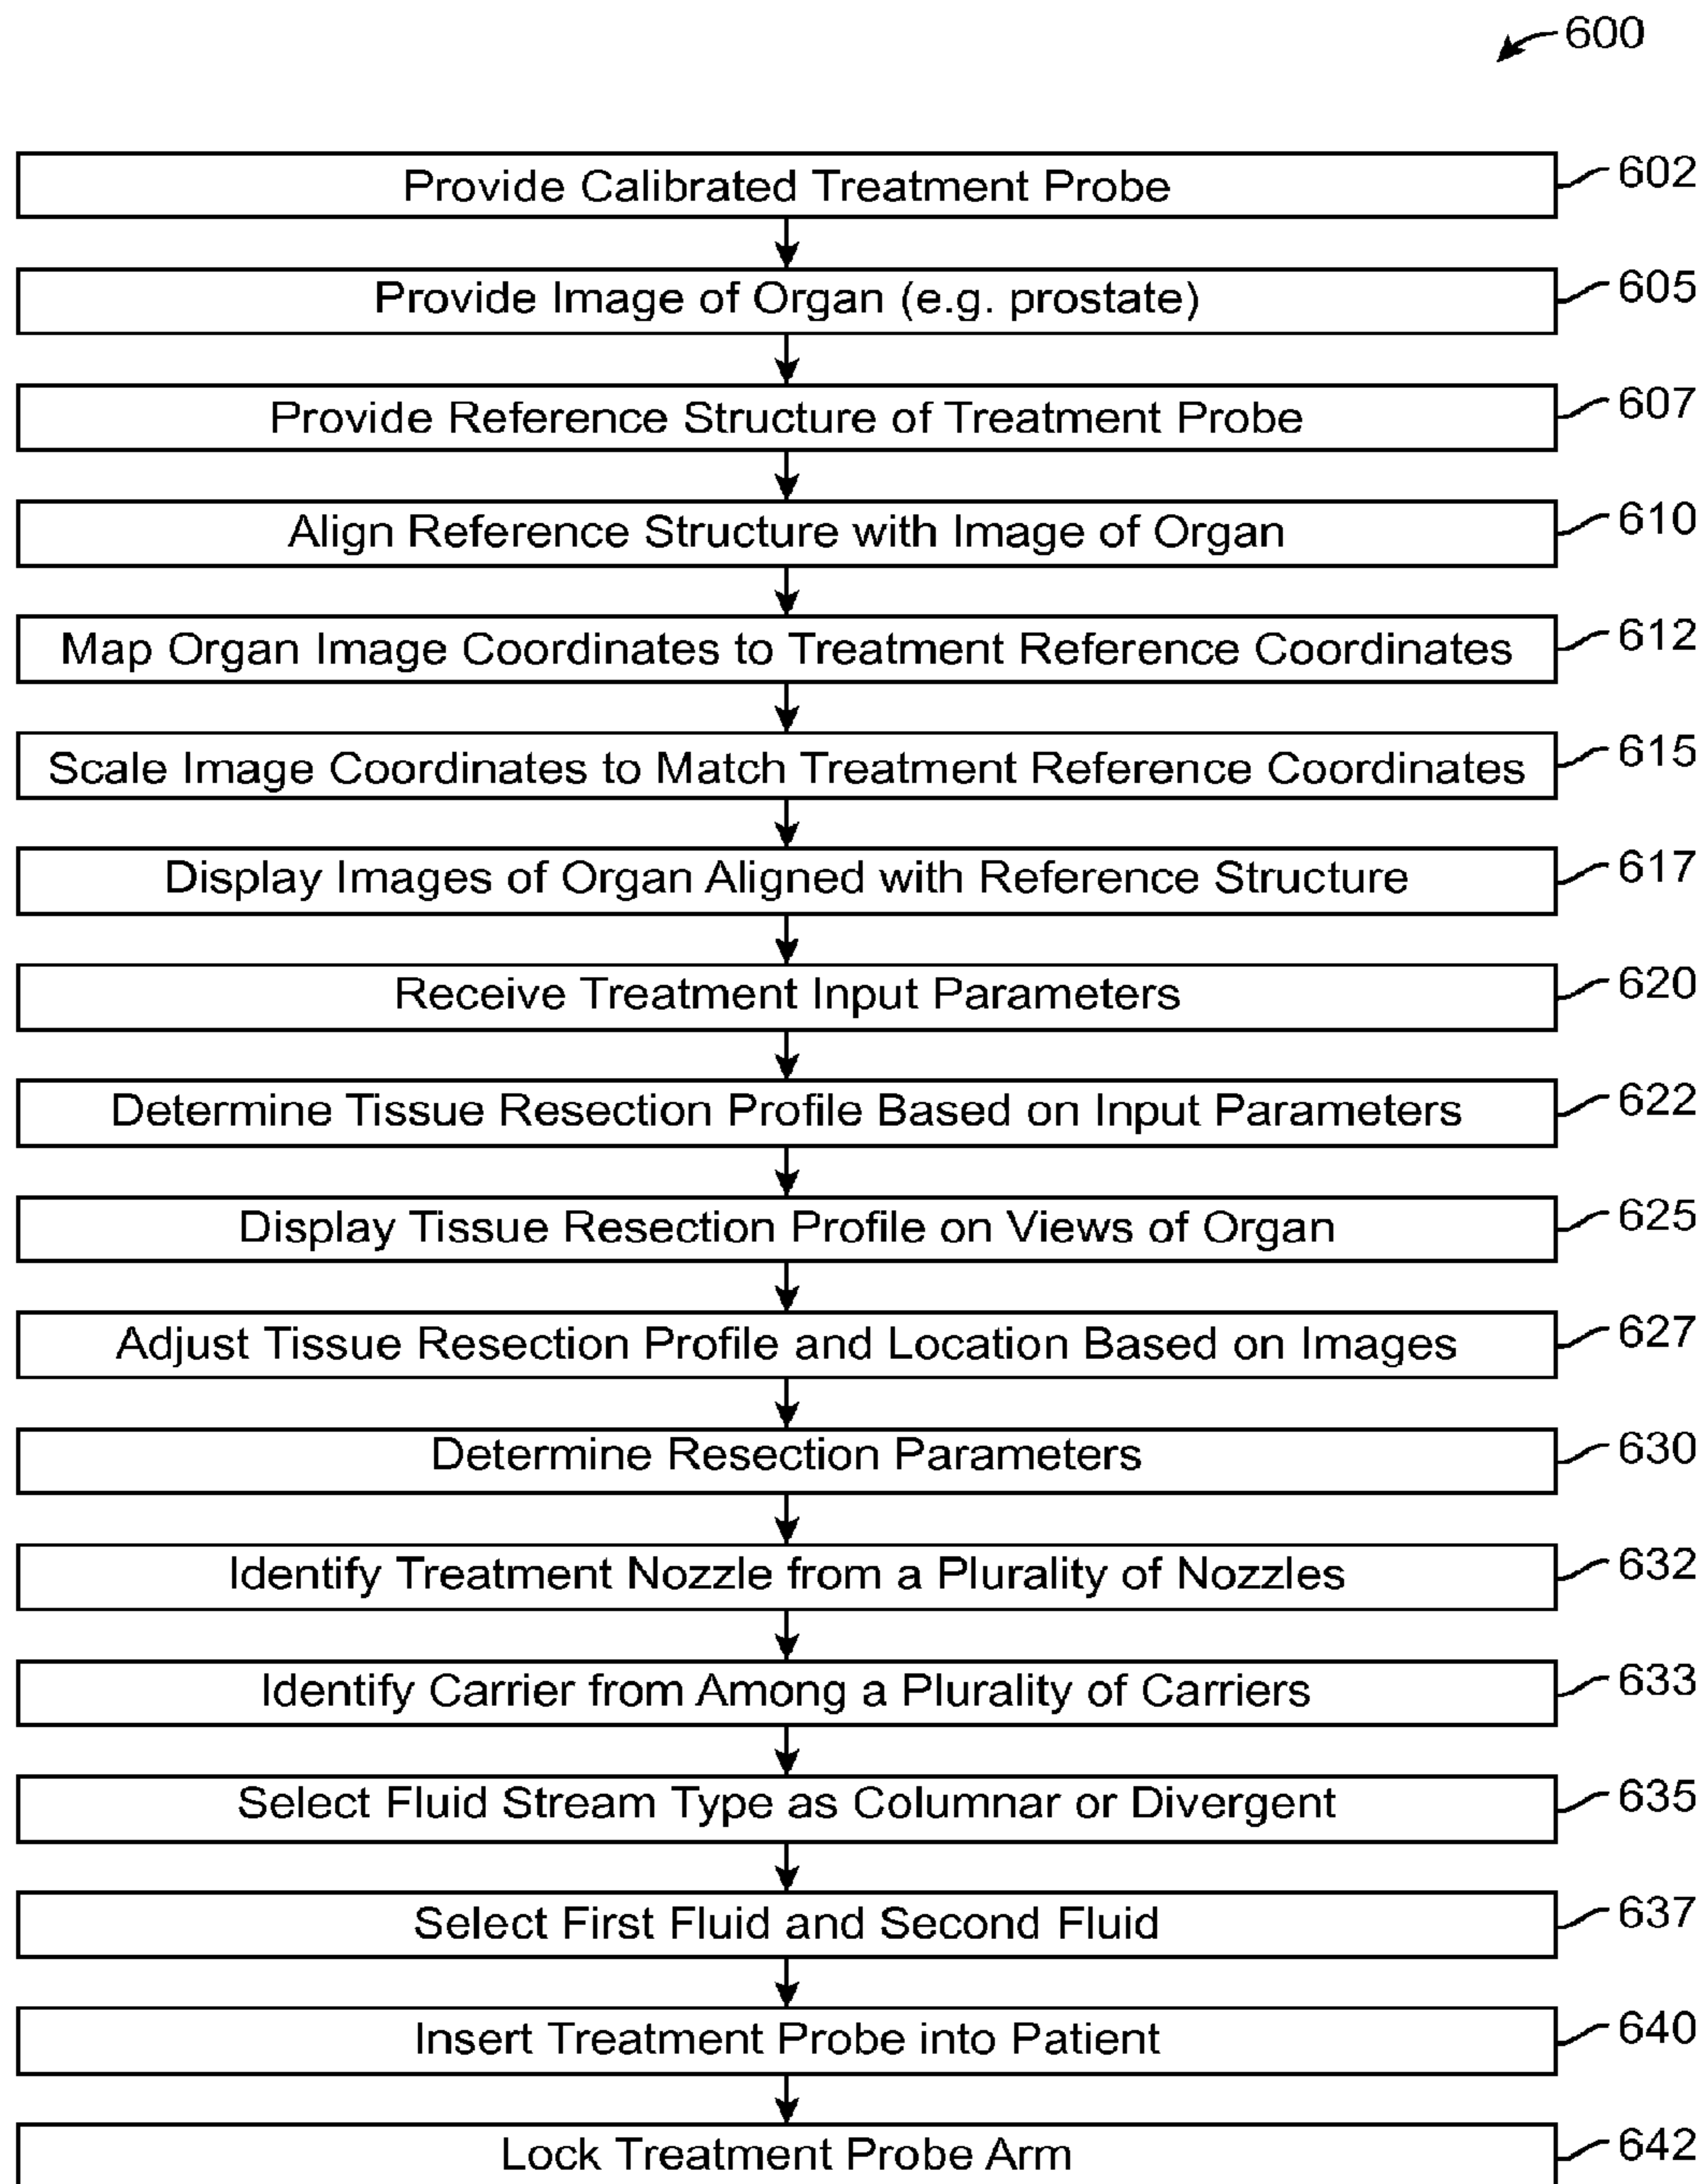 600
Provide Calibrated Treatment Probe 602
Provide Image of Organ (e.g. prostate) 605
Provide Reference Structure of Treatment Probe 607
Align Reference Structure with Image of Organ 610
Map Organ Image Coordinates to Treatment Reference Coordinates 612
Scale Image Coordinates to Match Treatment Reference Coordinates 615
Display Images of Organ Aligned with Reference Structure 617
Receive Treatment Input Parameters 620
Determine Tissue Resection Profile Based on Input Parameters 622
Display Tissue Resection Profile on Views of Organ 625
Adjust Tissue Resection Profile and Location Based on Images 627
Determine Resection Parameters 630
Identify Treatment Nozzle from a Plurality of Nozzles 632
Identify Carrier from Among a Plurality of Carriers 633
Select Fluid Stream Type as Columnar or Divergent 635
Select First Fluid and Second Fluid 637
Insert Treatment Probe into Patient 640
Lock Treatment Probe Arm 642